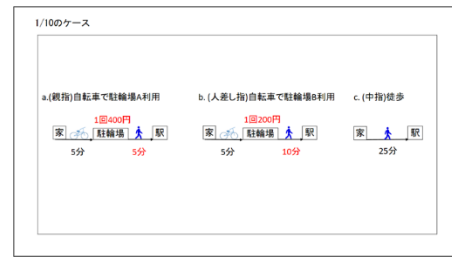 1/10のケース
a.(親指)自転車で駐輪場A利用
b. (人差し指)自転車で駐輪場B利用
c. (中指)徒歩
1回400円
1回200円
家 駐輪場 駅
家 駐輪場 駅
家 駅
5分 5分
5分 10分
25分